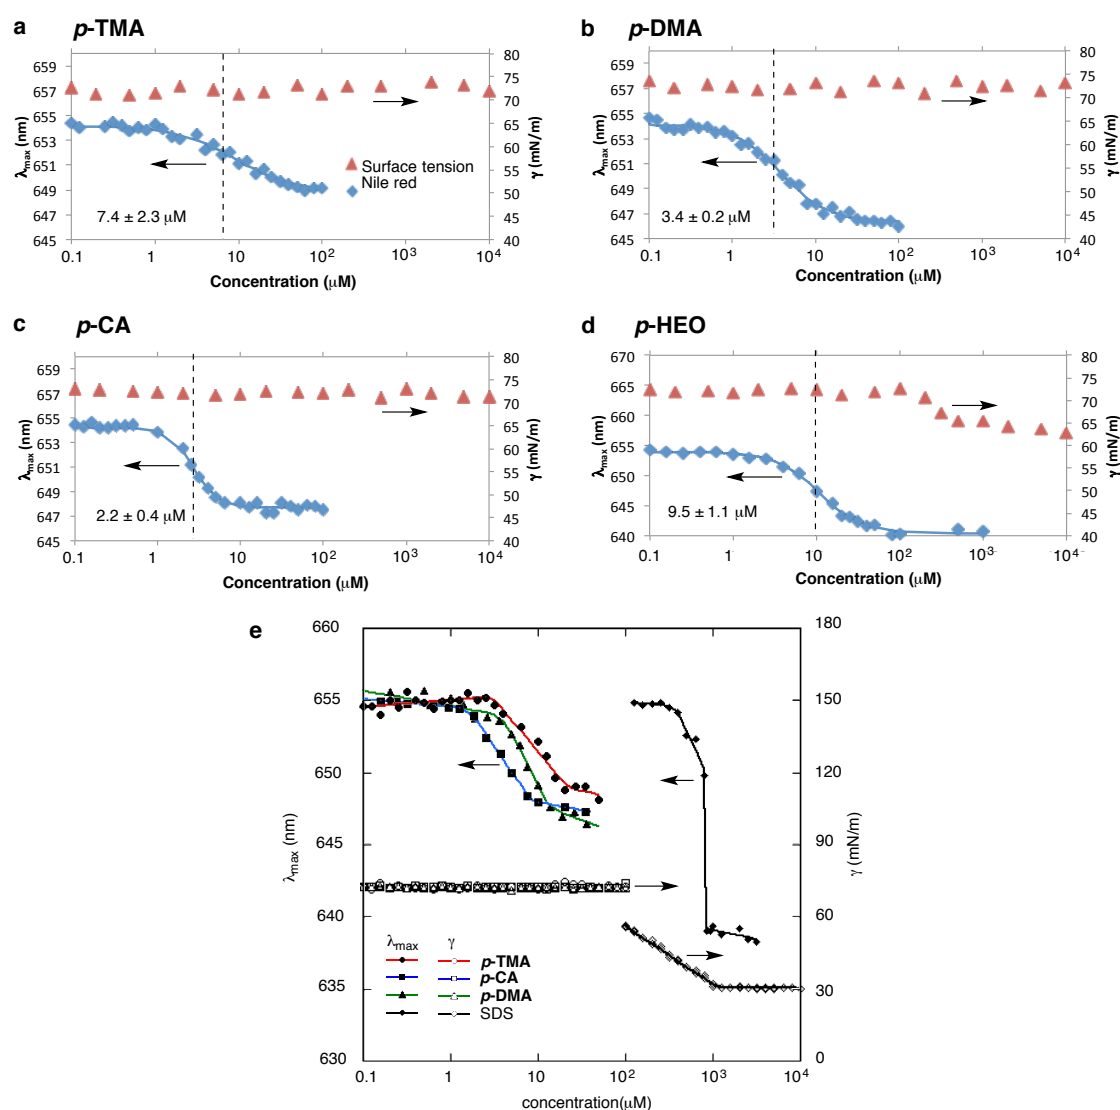 a p-TMA
659
657
655
653
651
649
647
645
λmax (nm)
80
75
70
65
60
55
50
45
40
γ (mN/m)
Surface tension
Nile red
7.4 ± 2.3 μM
0.1 1 10 10² 10³ 10⁴
Concentration (μM)
b p-DMA
659
657
655
653
651
649
647
645
λmax (nm)
80
75
70
65
60
55
50
45
40
γ (mN/m)
3.4 ± 0.2 μM
0.1 1 10 10² 10³ 10⁴
Concentration (μM)
c p-CA
659
657
655
653
651
649
647
645
λmax (nm)
80
75
70
65
60
55
50
45
40
γ (mN/m)
2.2 ± 0.4 μM
0.1 1 10 10² 10³ 10⁴
Concentration (μM)
d p-HEO
670
665
660
654
650
645
640
λmax (nm)
80
75
70
65
60
55
50
45
40
γ (mN/m)
9.5 ± 1.1 μM
0.1 1 10 10² 10³ 10⁴
Concentration (μM)
e
660
655
650
645
640
635
630
λmax (nm)
180
150
120
90
60
30
0
γ (mN/m)
λmax γ
p-TMA
p-CA
p-DMA
SDS
0.1 1 10 10² 10³ 10⁴
concentration(μM)